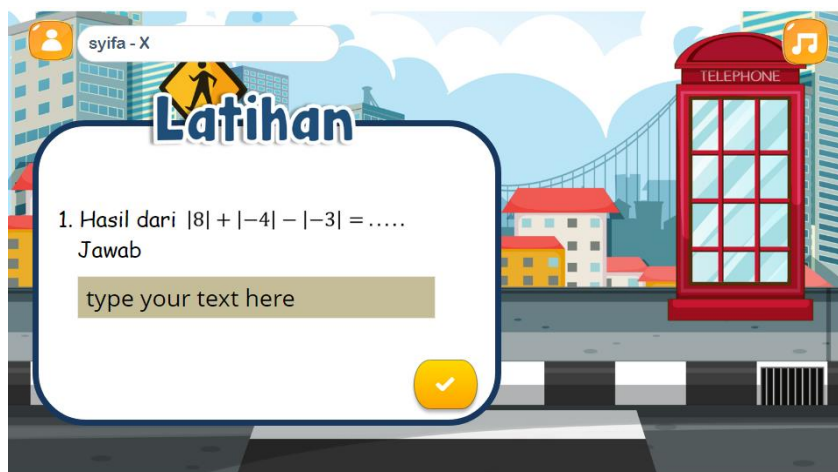 syifa - X
TELEPHONE
Latihan
1. Hasil dari |8| + |−4| − |−3| = .....
Jawab
type your text here